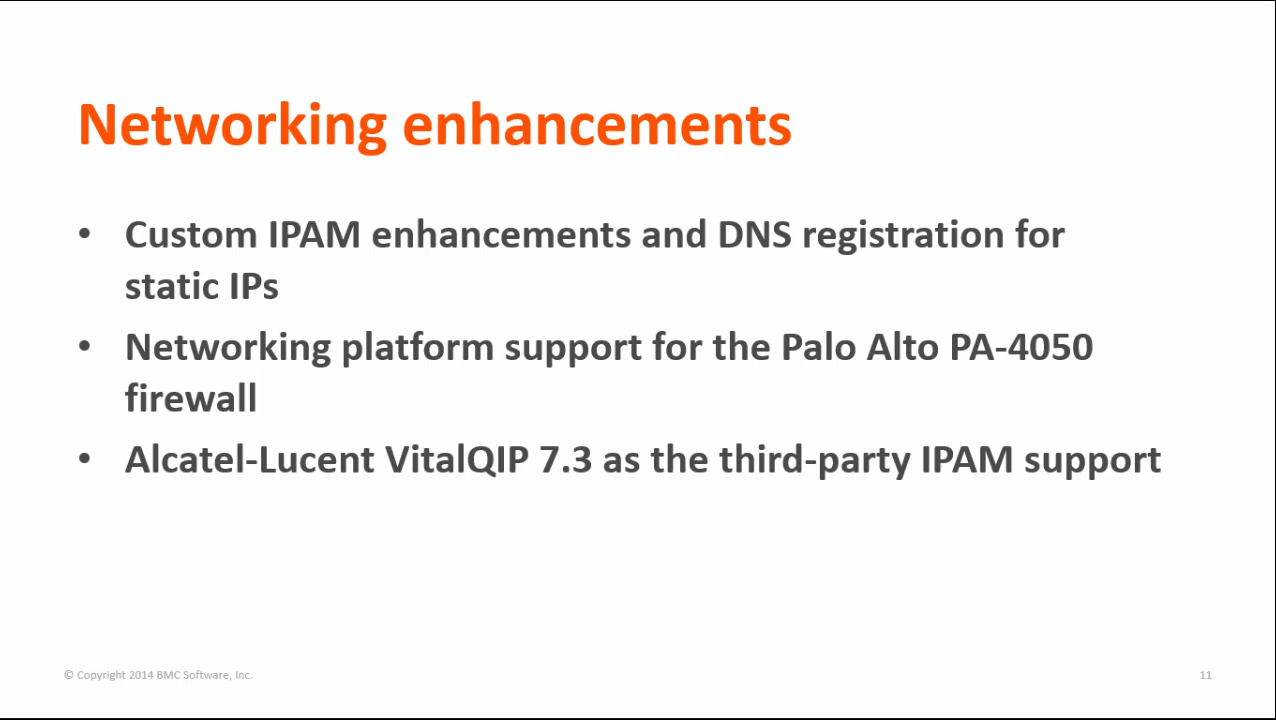 Networking enhancements
• Custom IPAM enhancements and DNS registration for
static IPs
• Networking platform support for the Palo Alto PA-4050
firewall
• Alcatel-Lucent VitalQIP 7.3 as the third-party IPAM support
© Copyright 2014 BMC Software, Inc.
11